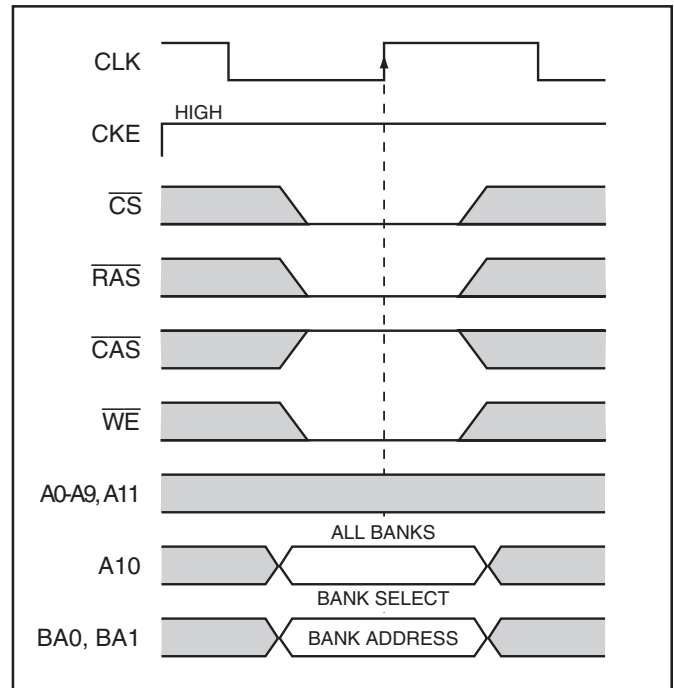 CLK
CKE
HIGH
CS
RAS
CAS
WE
A0-A9, A11
ALL BANKS
A10
BANK SELECT
BA0, BA1
BANK ADDRESS